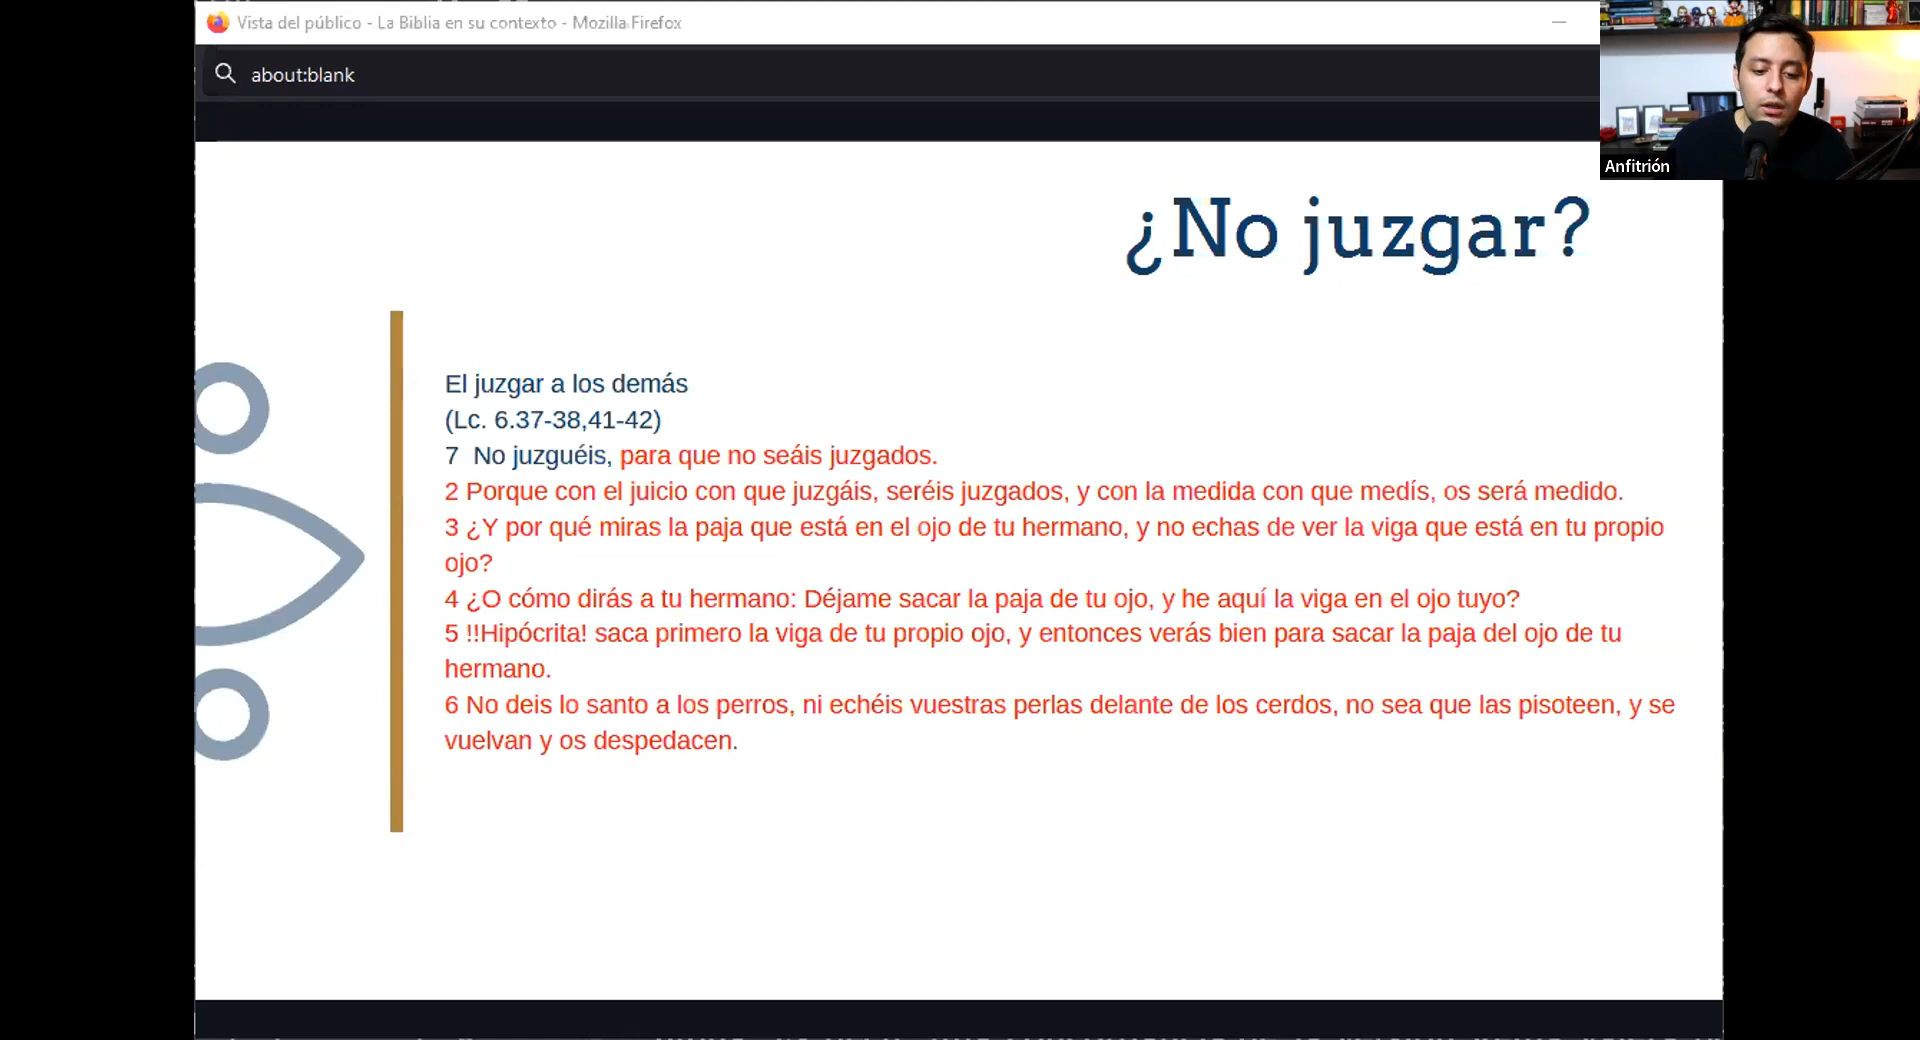 Vista del público - La Biblia en su contexto - Mozilla Firefox
about:blank
Anfitrión
¿No juzgar?
El juzgar a los demás
(Lc. 6.37-38,41-42)
7 No juzguéis, para que no seáis juzgados.
2 Porque con el juicio con que juzgáis, seréis juzgados, y con la medida con que medís, os será medido.
3 ¿Y por qué miras la paja que está en el ojo de tu hermano, y no echas de ver la viga que está en tu propio
ojo?
4 ¿O cómo dirás a tu hermano: Déjame sacar la paja de tu ojo, y he aquí la viga en el ojo tuyo?
5 !!Hipócrita! saca primero la viga de tu propio ojo, y entonces verás bien para sacar la paja del ojo de tu
hermano.
6 No deis lo santo a los perros, ni echéis vuestras perlas delante de los cerdos, no sea que las pisoteen, y se
vuelvan y os despedacen.